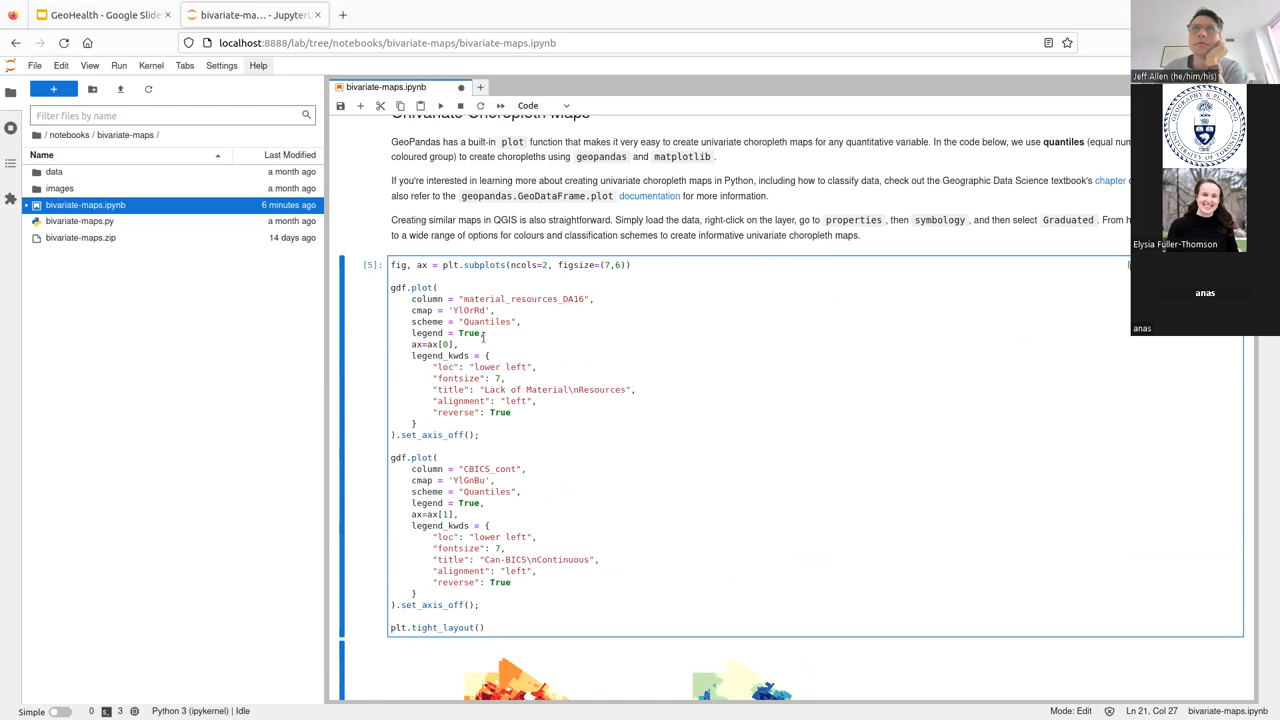 GeoHealth - Google Slide
bivariate-ma… - JupyterL
localhost:8888/lab/tree/notebooks/bivariate-maps/bivariate-maps.ipynb
File Edit View Run Kernel Tabs Settings Help
Filter files by name
/ notebooks / bivariate-maps /
Name Last Modified
data a month ago
images a month ago
bivariate-maps.ipynb 6 minutes ago
bivariate-maps.py a month ago
bivariate-maps.zip 14 days ago
bivariate-maps.ipynb
Code
Univariate Choropleth Maps
GeoPandas has a built-in plot function that makes it very easy to create univariate choropleth maps for any quantitative variable. In the code below, we use quantiles (equal num
coloured group) to create choropleths using geopandas and matplotlib .
If you're interested in learning more about creating univariate choropleth maps in Python, including how to classify data, check out the Geographic Data Science textbook's chapter
also refer to the geopandas.GeoDataFrame.plot documentation for more information.
Creating similar maps in QGIS is also straightforward. Simply load the data, right-click on the layer, go to properties , then symbology , and then select Graduated . From h
to a wide range of options for colours and classification schemes to create informative univariate choropleth maps.
[5]:
fig, ax = plt.subplots(ncols=2, figsize=(7,6))
gdf.plot(
column = "material_resources_DA16",
cmap = 'YlOrRd',
scheme = "Quantiles",
legend = True,
ax=ax[0],
legend_kwds = {
"loc": "lower left",
"fontsize": 7,
"title": "Lack of Material\nResources",
"alignment": "left",
"reverse": True
}
).set_axis_off();
gdf.plot(
column = "CBICS_cont",
cmap = 'YlGnBu',
scheme = "Quantiles",
legend = True,
ax=ax[1],
legend_kwds = {
"loc": "lower left",
"fontsize": 7,
"title": "Can-BICS\nContinuous",
"alignment": "left",
"reverse": True
}
).set_axis_off();
plt.tight_layout()
Jeff Allen (he/him/his)
Elysia Fuller-Thomson
anas
anas
Simple 0 3 Python 3 (ipykernel) | Idle Mode: Edit Ln 21, Col 27 bivariate-maps.ipynb